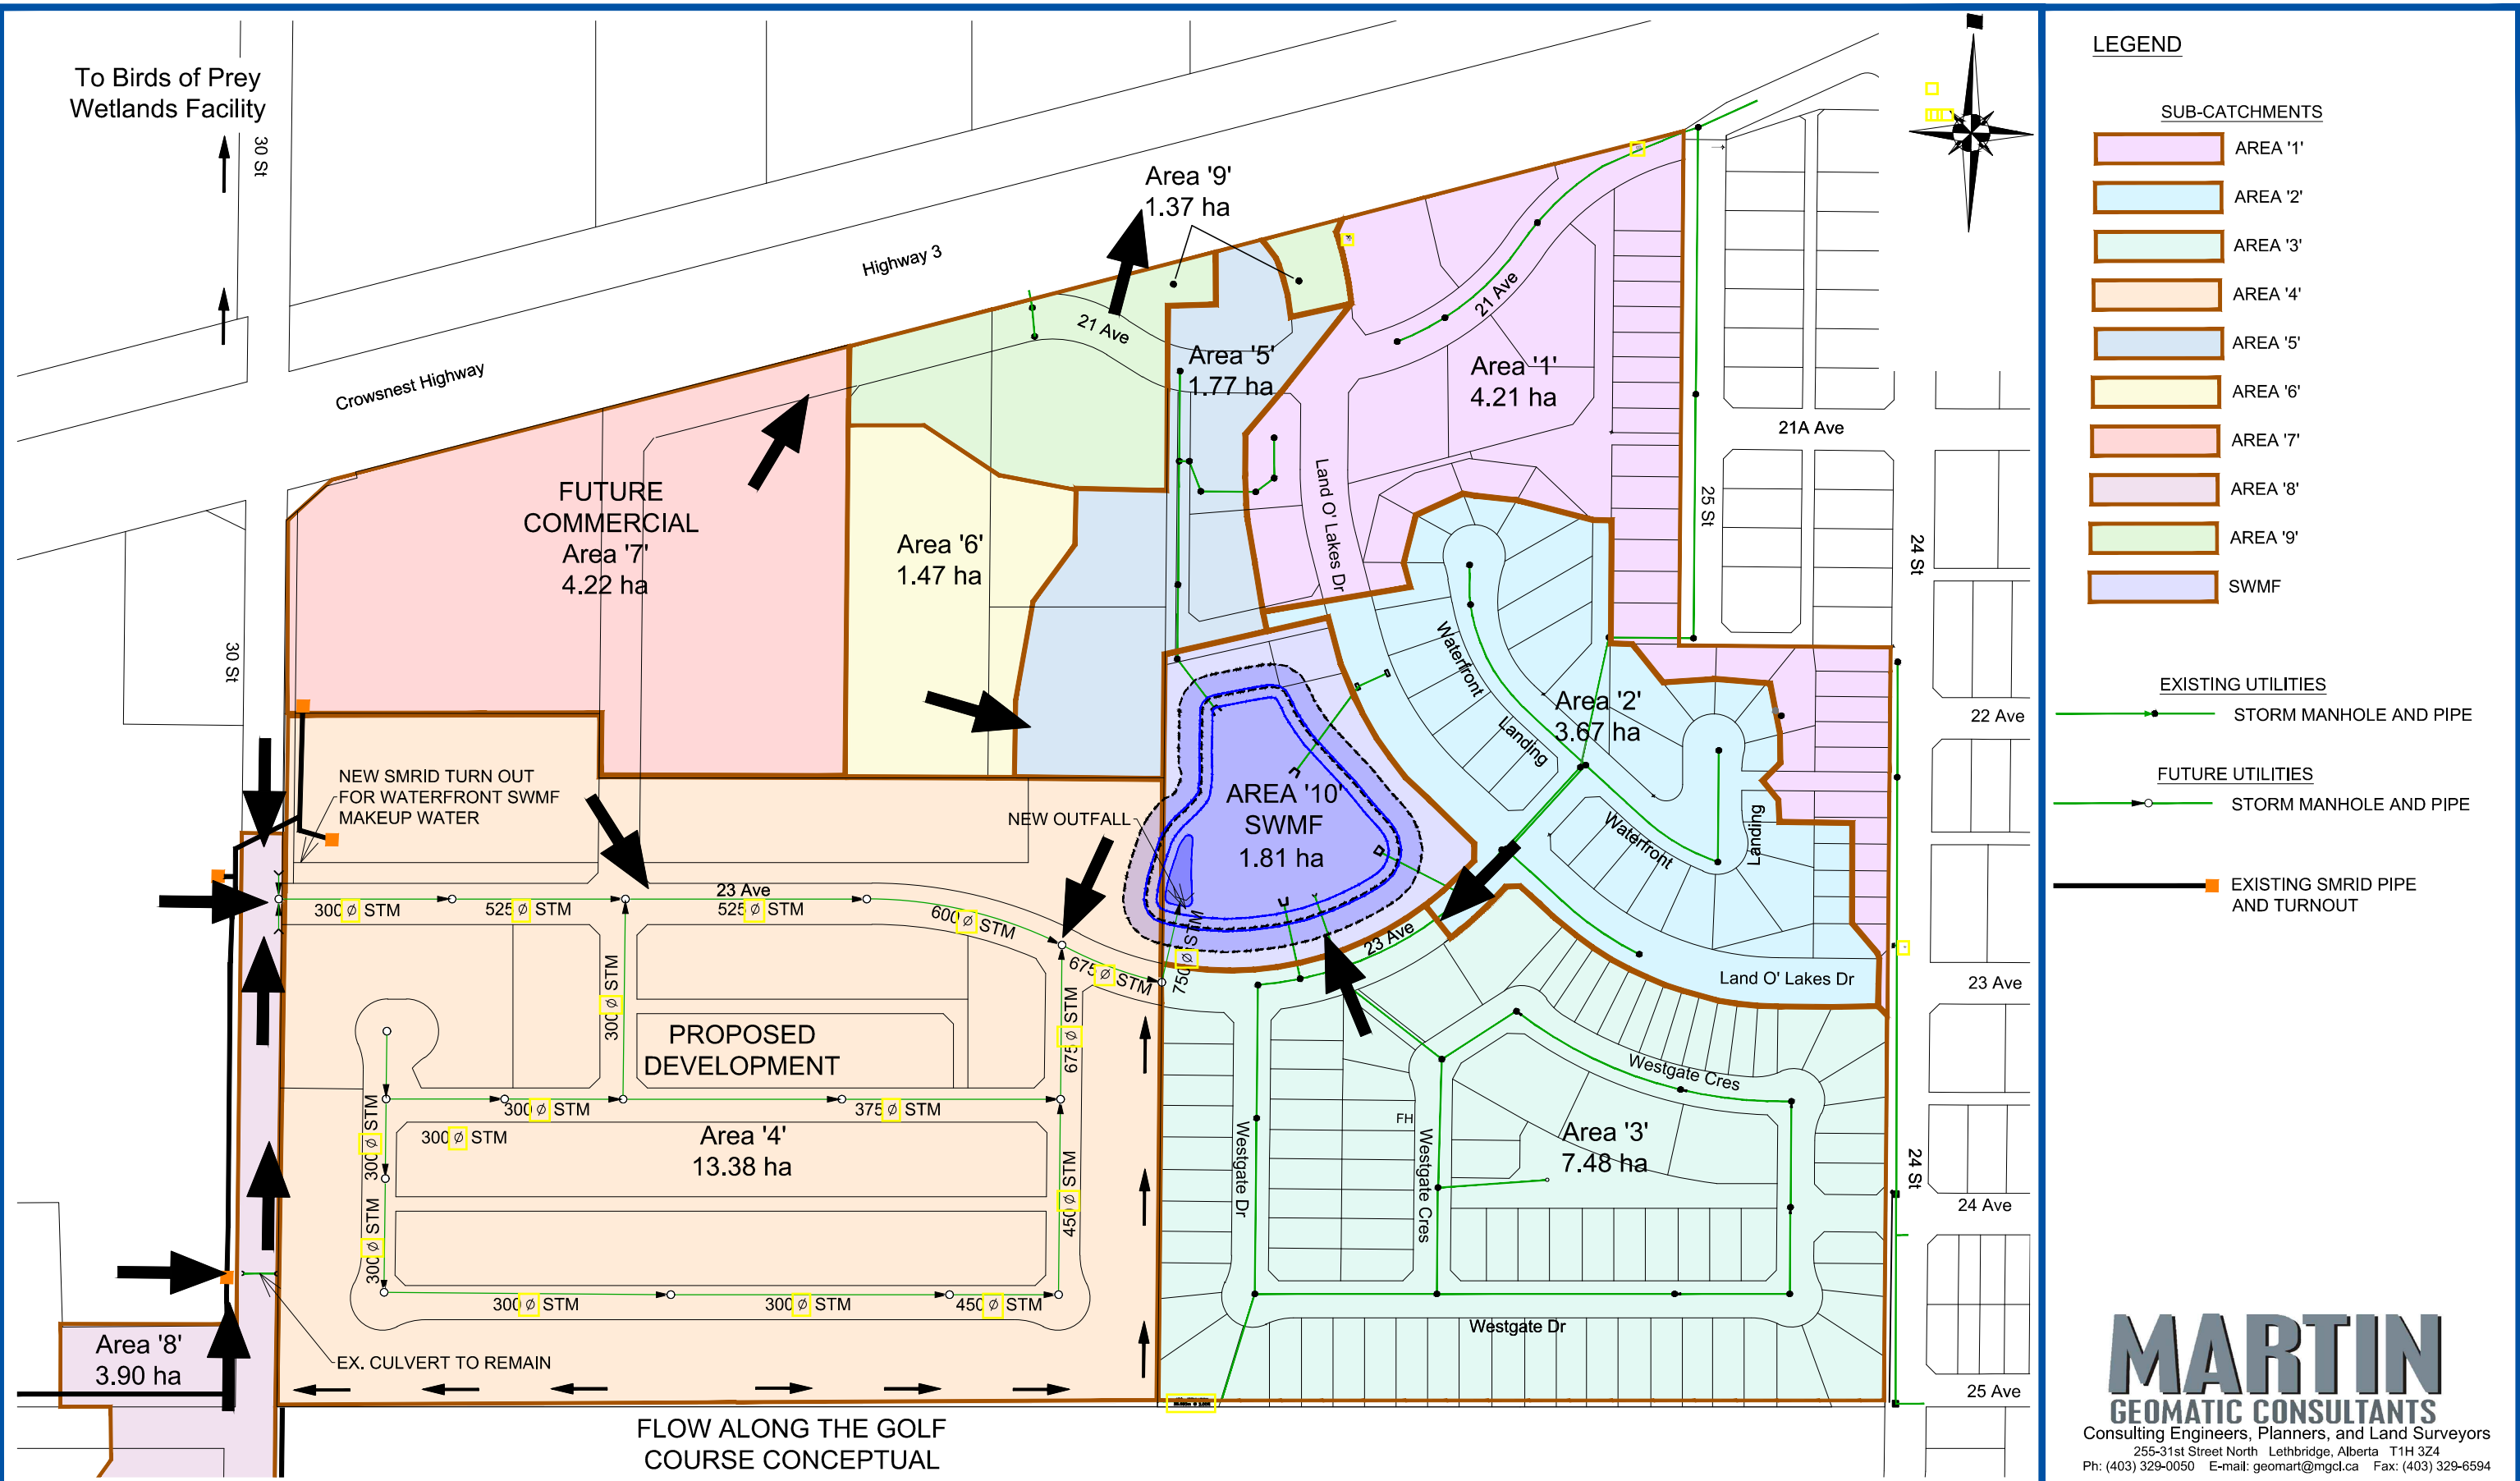 To Birds of Prey
Wetlands Facility
30 St
Highway 3
Crowsnest Highway
Area '9'
1.37 ha
21 Ave
21 Ave
Area '5'
1.77 ha
Area '1'
4.21 ha
21A Ave
25 St
24 St
Land O' Lakes Dr
FUTURE
COMMERCIAL
Area '7'
4.22 ha
Area '6'
1.47 ha
30 St
Waterfront
Landing
Area '2'
3.67 ha
22 Ave
NEW SMRID TURN OUT
FOR WATERFRONT SWMF
MAKEUP WATER
NEW OUTFALL
AREA '10'
SWMF
1.81 ha
Waterfront
Landing
23 Ave
300 Ø STM
525 Ø STM
525 Ø STM
600 Ø STM
675 Ø STM
750 Ø STM
23 Ave
Land O' Lakes Dr
23 Ave
300 Ø STM
675 Ø STM
PROPOSED
DEVELOPMENT
Westgate Cres
300 Ø STM
300 Ø STM
375 Ø STM
300 Ø STM
Area '4'
13.38 ha
FH
Westgate Dr
Westgate Cres
Area '3'
7.48 ha
24 St
24 Ave
450 Ø STM
300 Ø STM
300 Ø STM
300 Ø STM
450 Ø STM
Westgate Dr
Area '8'
3.90 ha
EX. CULVERT TO REMAIN
25 Ave
FLOW ALONG THE GOLF
COURSE CONCEPTUAL
LEGEND
SUB-CATCHMENTS
AREA '1'
AREA '2'
AREA '3'
AREA '4'
AREA '5'
AREA '6'
AREA '7'
AREA '8'
AREA '9'
SWMF
EXISTING UTILITIES
STORM MANHOLE AND PIPE
FUTURE UTILITIES
STORM MANHOLE AND PIPE
EXISTING SMRID PIPE
AND TURNOUT
MARTIN
GEOMATIC CONSULTANTS
Consulting Engineers, Planners, and Land Surveyors
255-31st Street North Lethbridge, Alberta T1H 3Z4
Ph: (403) 329-0050 E-mail: geomart@mgcl.ca Fax: (403) 329-6594